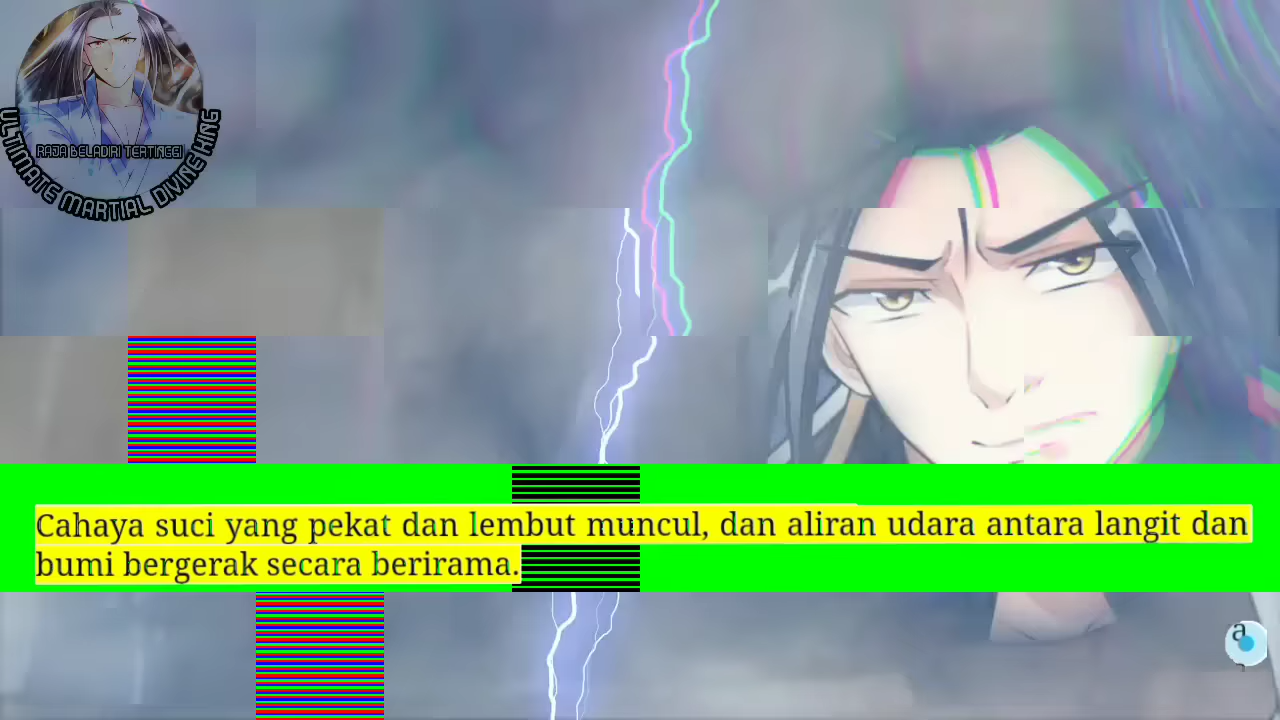 RAJA BELADIRI TERTINGGI
ULTIMATE MARTIAL DIVINE KING
Cahaya suci yang pekat dan lembut muncul, dan aliran udara antara langit dan
bumi bergerak secara berirama.
a